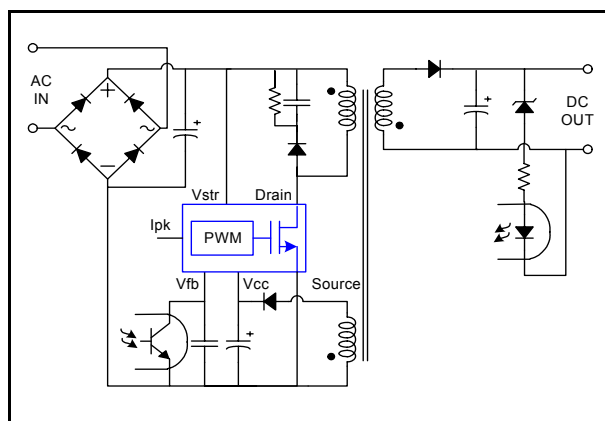 AC
IN
+
~
~
−
+
+
DC
OUT
Vstr
Drain
Ipk
PWM
Vfb
Vcc
Source
+